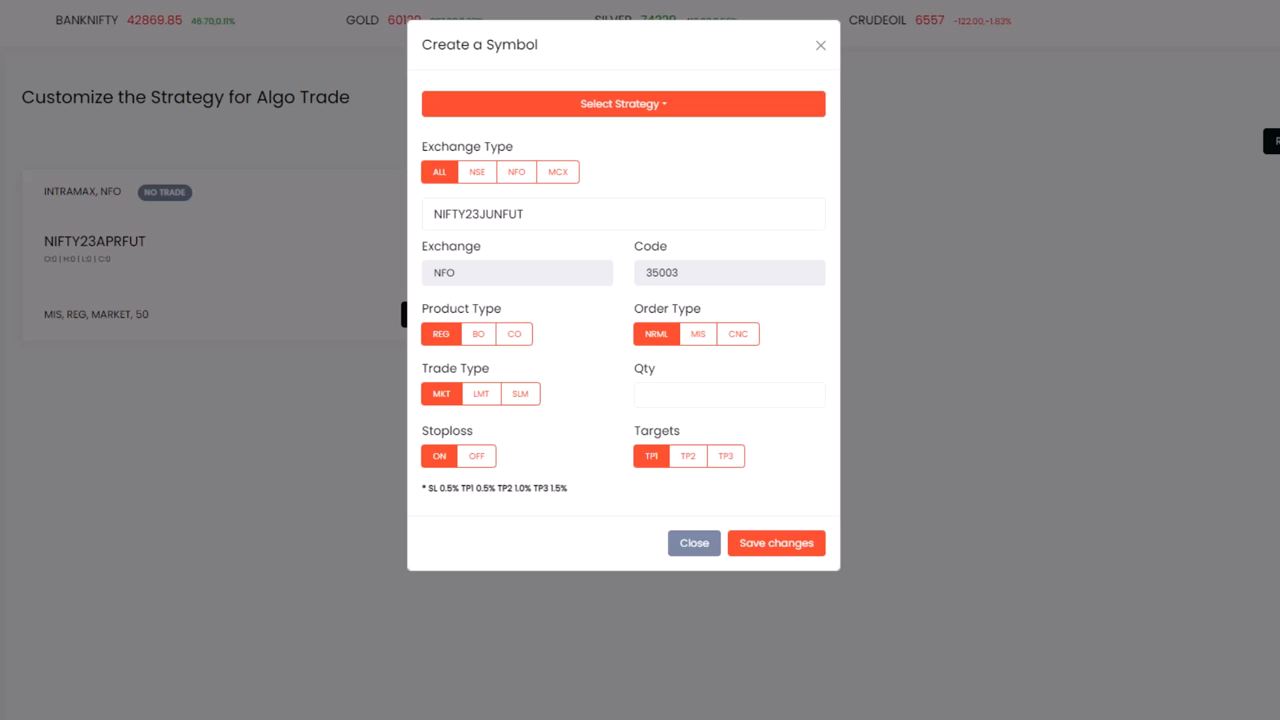 BANKNIFTY 42869.85 46.70,0.11% GOLD SILVER CRUDEOIL 6557 -122.00,-1.83%
Create a Symbol
Customize the Strategy for Algo Trade
Select Strategy
Exchange Type
ALL NSE NFO MCX
INTRAMAX, NFO NO TRADE
NIFTY23JUNFUT
NIFTY23APRFUT
O:0 | H:0 | L:0 | C:0
Exchange Code
NFO 35003
MIS, REG, MARKET, 50
Product Type Order Type
REG BO CO NRML MIS CNC
Trade Type Qty
MKT LMT SLM
Stoploss Targets
ON OFF TP1 TP2 TP3
* SL 0.5% TP1 0.5% TP2 1.0% TP3 1.5%
Close Save changes